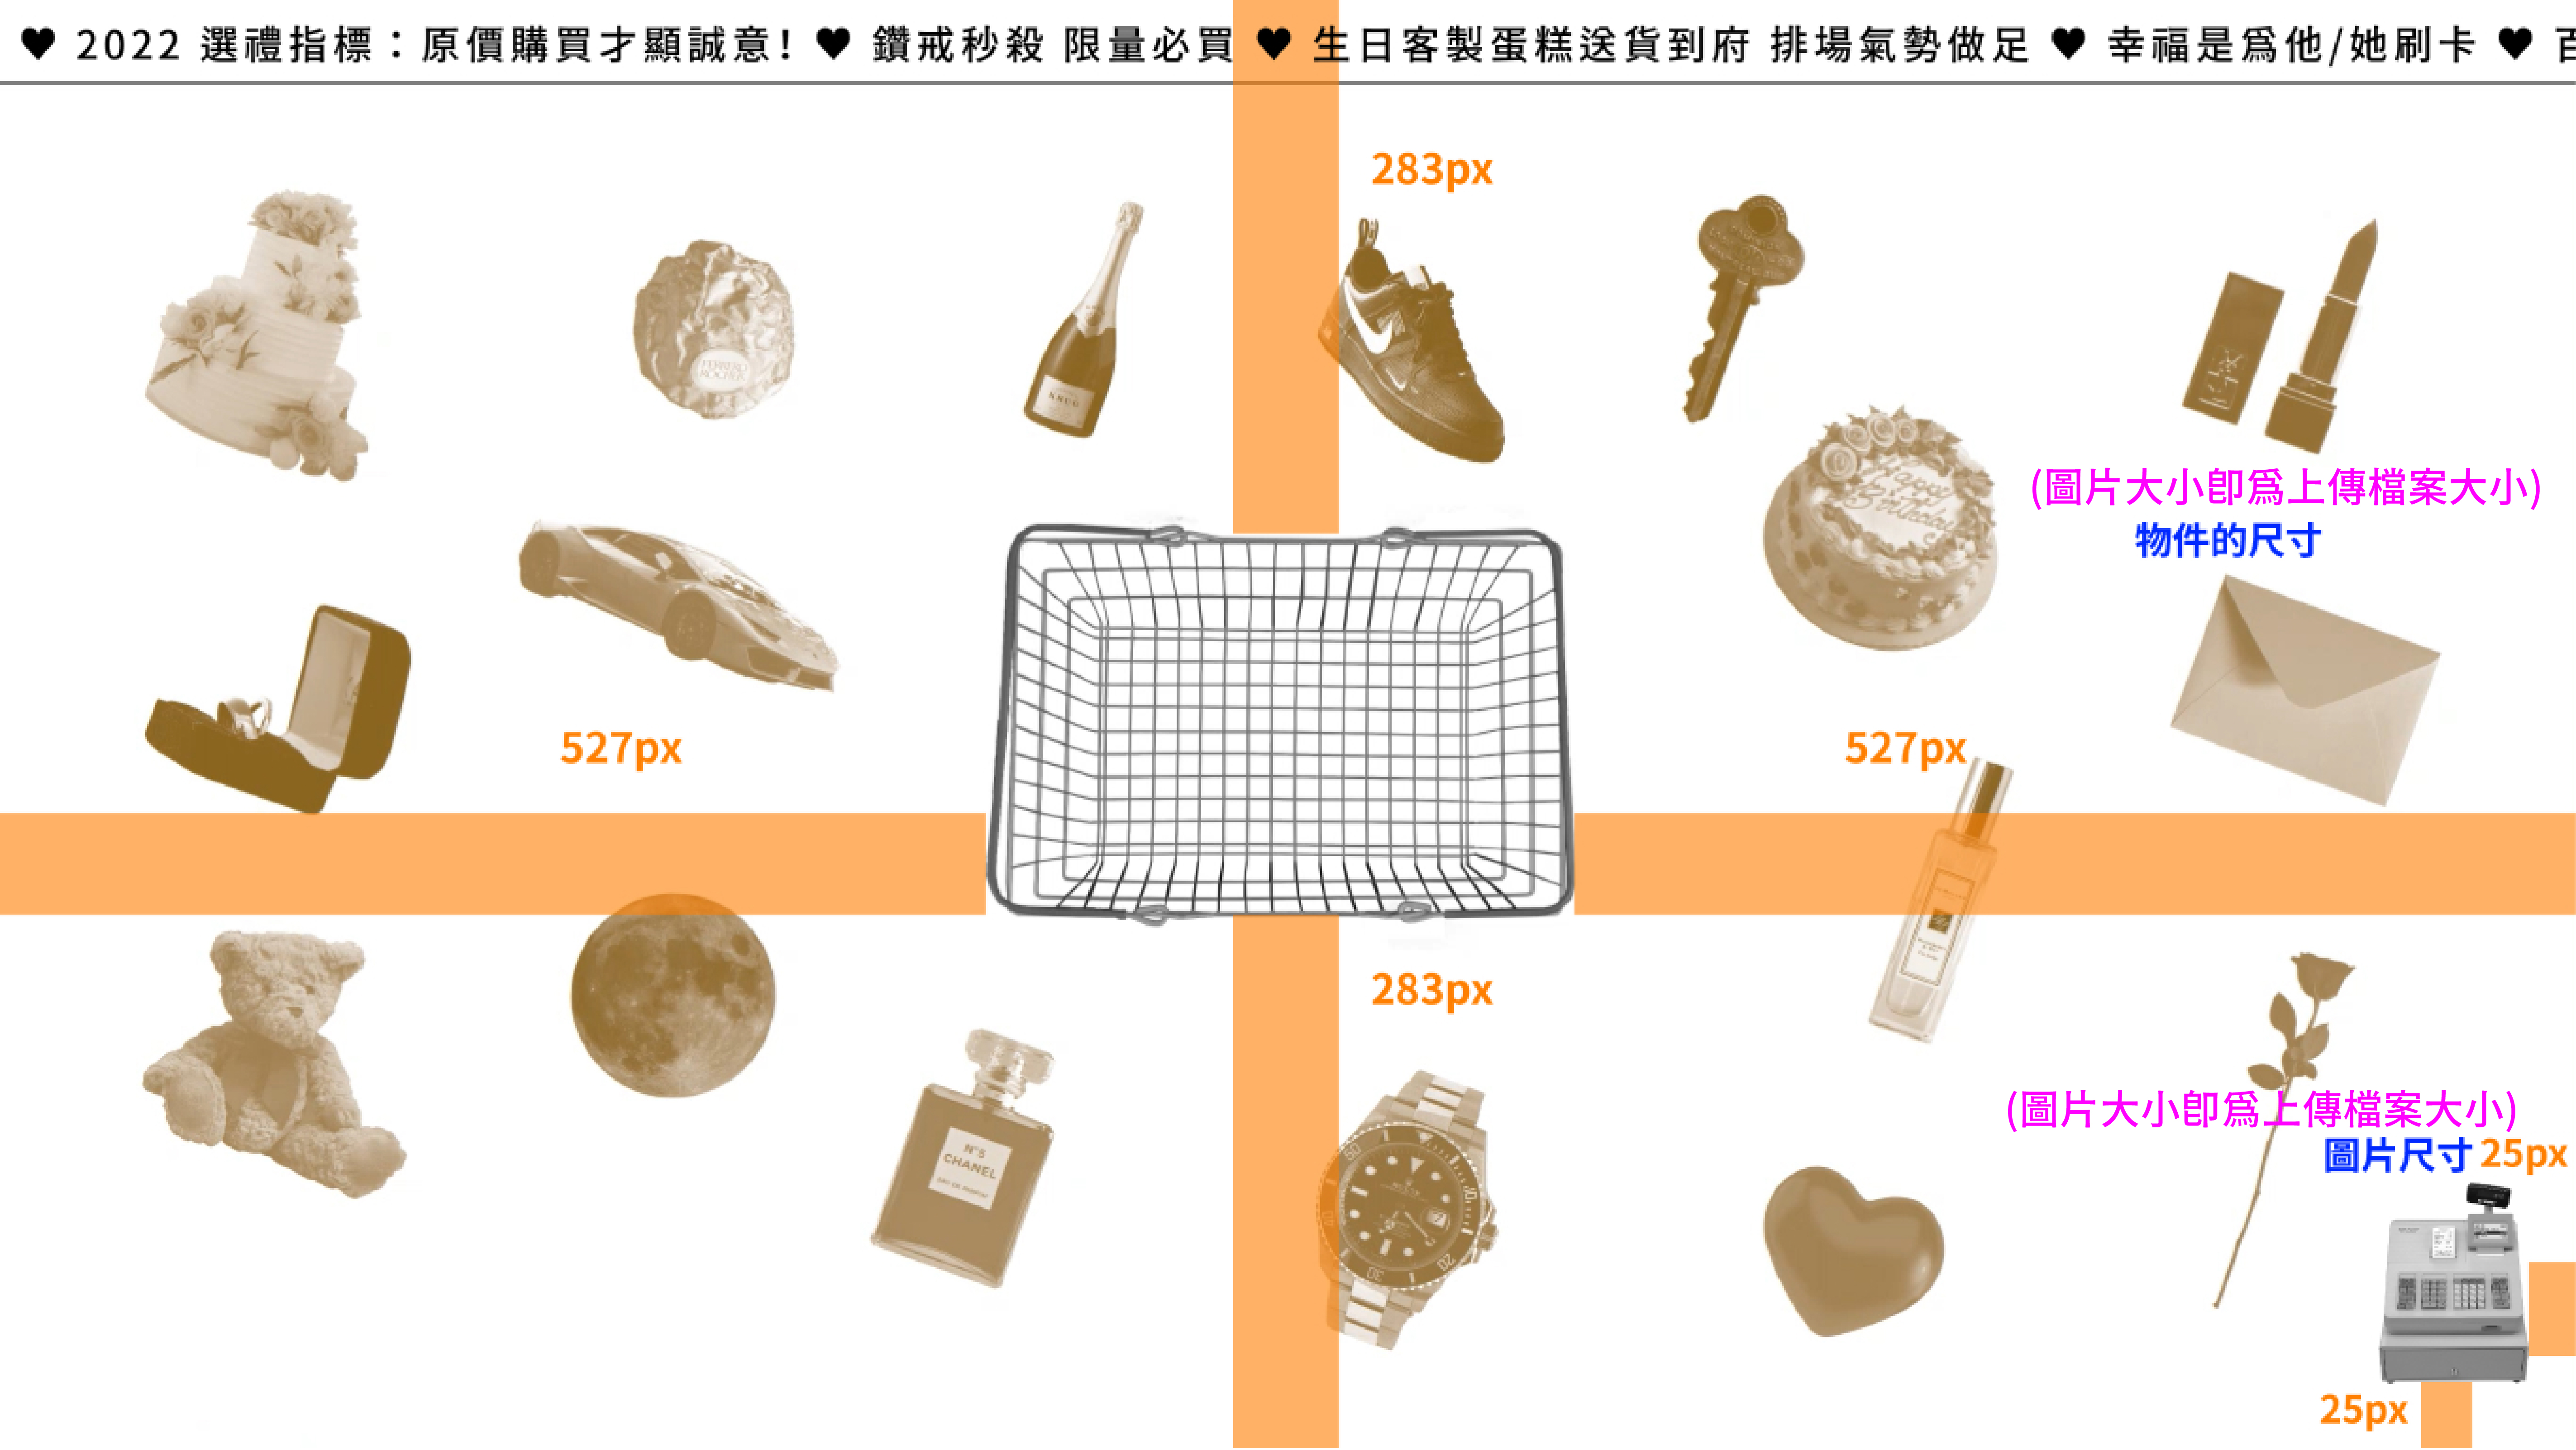 ♥ 2022 選禮指標：原價購買才顯誠意! ♥ 鑽戒秒殺 限量必買 ♥ 生日客製蛋糕送貨到府 排場氣勢做足 ♥ 幸福是爲他/她刷卡 ♥ 百
283px
FERRERO
ROCHER
KRUG
Happy
Birthday
(圖片大小卽爲上傳檔案大小)
物件的尺寸
527px
527px
283px
N°5
CHANEL
EAU DE PARFUM
(圖片大小卽爲上傳檔案大小)
圖片尺寸 25px
25px